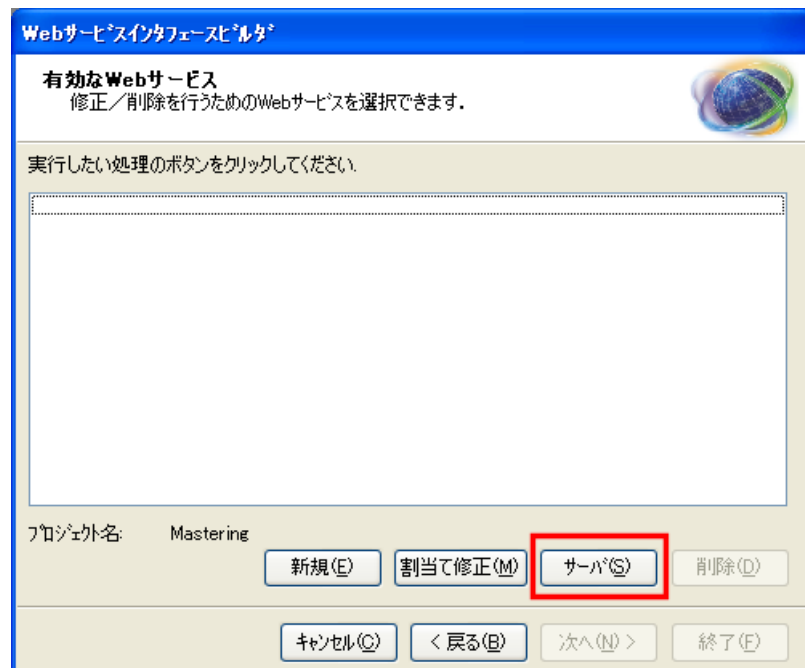 Webサービスインタフェースビルダ
有効なWebサービス
修正/削除を行うためのWebサービスを選択できます.
実行したい処理のボタンをクリックしてください.
プロジェクト名: Mastering
新規(E) 割当て修正(M) サーバ(S) 削除(D)
キャンセル(C) < 戻る(B) 次へ(N) > 終了(F)